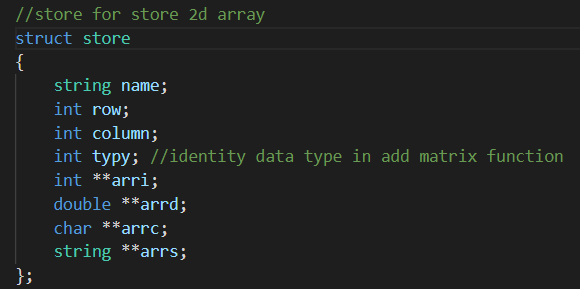 //store for store 2d array
struct store
{
    string name;
    int row;
    int column;
    int typy; //identity data type in add matrix function
    int **arri;
    double **arrd;
    char **arrc;
    string **arrs;
};